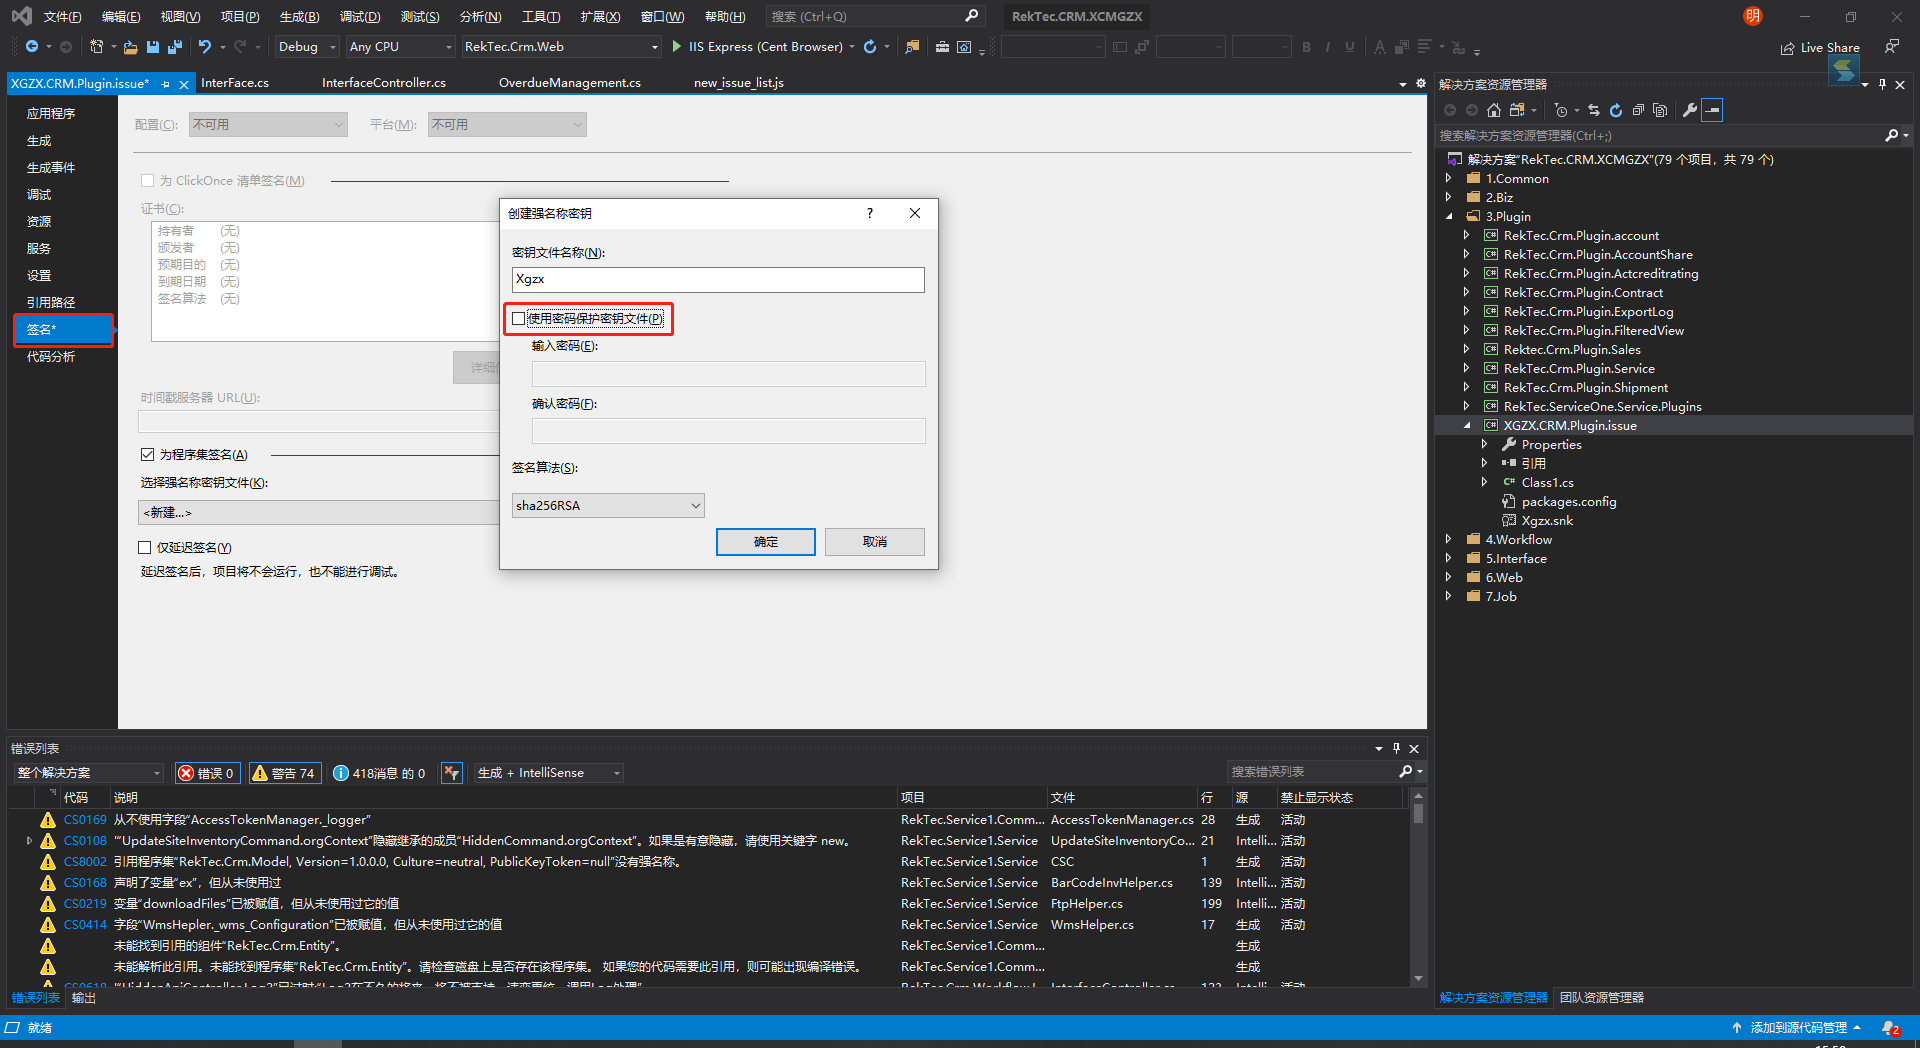 文件(F) 编辑(E) 视图(V) 项目(P) 生成(B) 调试(D) 测试(S) 分析(N) 工具(T) 扩展(X) 窗口(W) 帮助(H) 搜索 (Ctrl+Q) RekTec.CRM.XCMGZX 明
Debug Any CPU RekTec.Crm.Web IIS Express (Cent Browser) Live Share
XGZX.CRM.Plugin.issue* InterFace.cs InterfaceController.cs OverdueManagement.cs new_issue_list.js
应用程序
生成
生成事件
调试
资源
服务
设置
引用路径
签名*
代码分析
配置(C): 不可用 平台(M): 不可用
为 ClickOnce 清单签名(M)
证书(C):
持有者 (无)
颁发者 (无)
预期目的 (无)
到期日期 (无)
签名算法 (无)
详细
时间戳服务器 URL(U):
为程序集签名(A)
选择强名称密钥文件(K):
<新建...>
仅延迟签名(Y)
延迟签名后，项目将不会运行，也不能进行调试。
创建强名称密钥 ?
密钥文件名称(N):
Xgzx
使用密码保护密钥文件(P)
输入密码(E):
确认密码(F):
签名算法(S):
sha256RSA
确定 取消
解决方案资源管理器
搜索解决方案资源管理器(Ctrl+;)
解决方案"RekTec.CRM.XCMGZX"(79 个项目，共 79 个)
1.Common
2.Biz
3.Plugin
RekTec.Crm.Plugin.account
RekTec.Crm.Plugin.AccountShare
RekTec.Crm.Plugin.Actcreditrating
RekTec.Crm.Plugin.Contract
RekTec.Crm.Plugin.ExportLog
RekTec.Crm.Plugin.FilteredView
Rektec.Crm.Plugin.Sales
RekTec.Crm.Plugin.Service
RekTec.Crm.Plugin.Shipment
RekTec.ServiceOne.Service.Plugins
XGZX.CRM.Plugin.issue
Properties
引用
C# Class1.cs
packages.config
Xgzx.snk
4.Workflow
5.Interface
6.Web
7.Job
解决方案资源管理器 团队资源管理器
错误列表
整个解决方案 错误 0 警告 74 418消息 的 0 生成 + IntelliSense 搜索错误列表
代码 说明 项目 文件 行 源 禁止显示状态
CS0169 从不使用字段"AccessTokenManager._logger" RekTec.Service1.Comm... AccessTokenManager.cs 28 生成 活动
CS0108 "“UpdateSiteInventoryCommand.orgContext”隐藏继承的成员“HiddenCommand.orgContext”。如果是有意隐藏，请使用关键字 new。 RekTec.Service1.Service UpdateSiteInventoryCo... 21 Intelli... 活动
CS8002 引用程序集"RekTec.Crm.Model, Version=1.0.0.0, Culture=neutral, PublicKeyToken=null"没有强名称。 RekTec.Service1.Service CSC 1 生成 活动
CS0168 声明了变量"ex"，但从未使用过 RekTec.Service1.Service BarCodeInvHelper.cs 139 Intelli... 活动
CS0219 变量"downloadFiles"已被赋值，但从未使用过它的值 RekTec.Service1.Service FtpHelper.cs 199 Intelli... 活动
CS0414 字段"WmsHepler._wms_Configuration"已被赋值，但从未使用过它的值 RekTec.Service1.Service WmsHelper.cs 17 生成 活动
未能找到引用的组件"RekTec.Crm.Entity"。 RekTec.Service1.Comm... 生成
未能解析此引用。未能找到程序集"RekTec.Crm.Entity"。请检查磁盘上是否存在该程序集。 如果您的代码需要此引用，则可能出现编译错误。 RekTec.Service1.Comm... 生成
错误列表 输出
就绪 添加到源代码管理 2